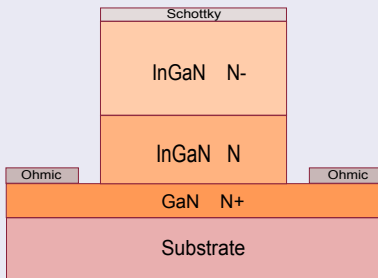 Schottky
InGaN N-
InGaN N
Ohmic Ohmic
GaN N+
Substrate